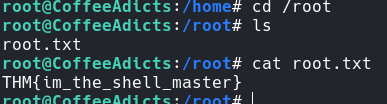 root@CoffeeAdicts:/home# cd /root
root@CoffeeAdicts:/root# ls
root.txt
root@CoffeeAdicts:/root# cat root.txt
THM{im_the_shell_master}
root@CoffeeAdicts:/root#